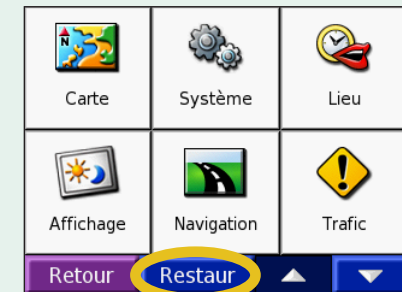 N
Carte Système Lieu
Affichage Navigation Trafic
Retour Restaur